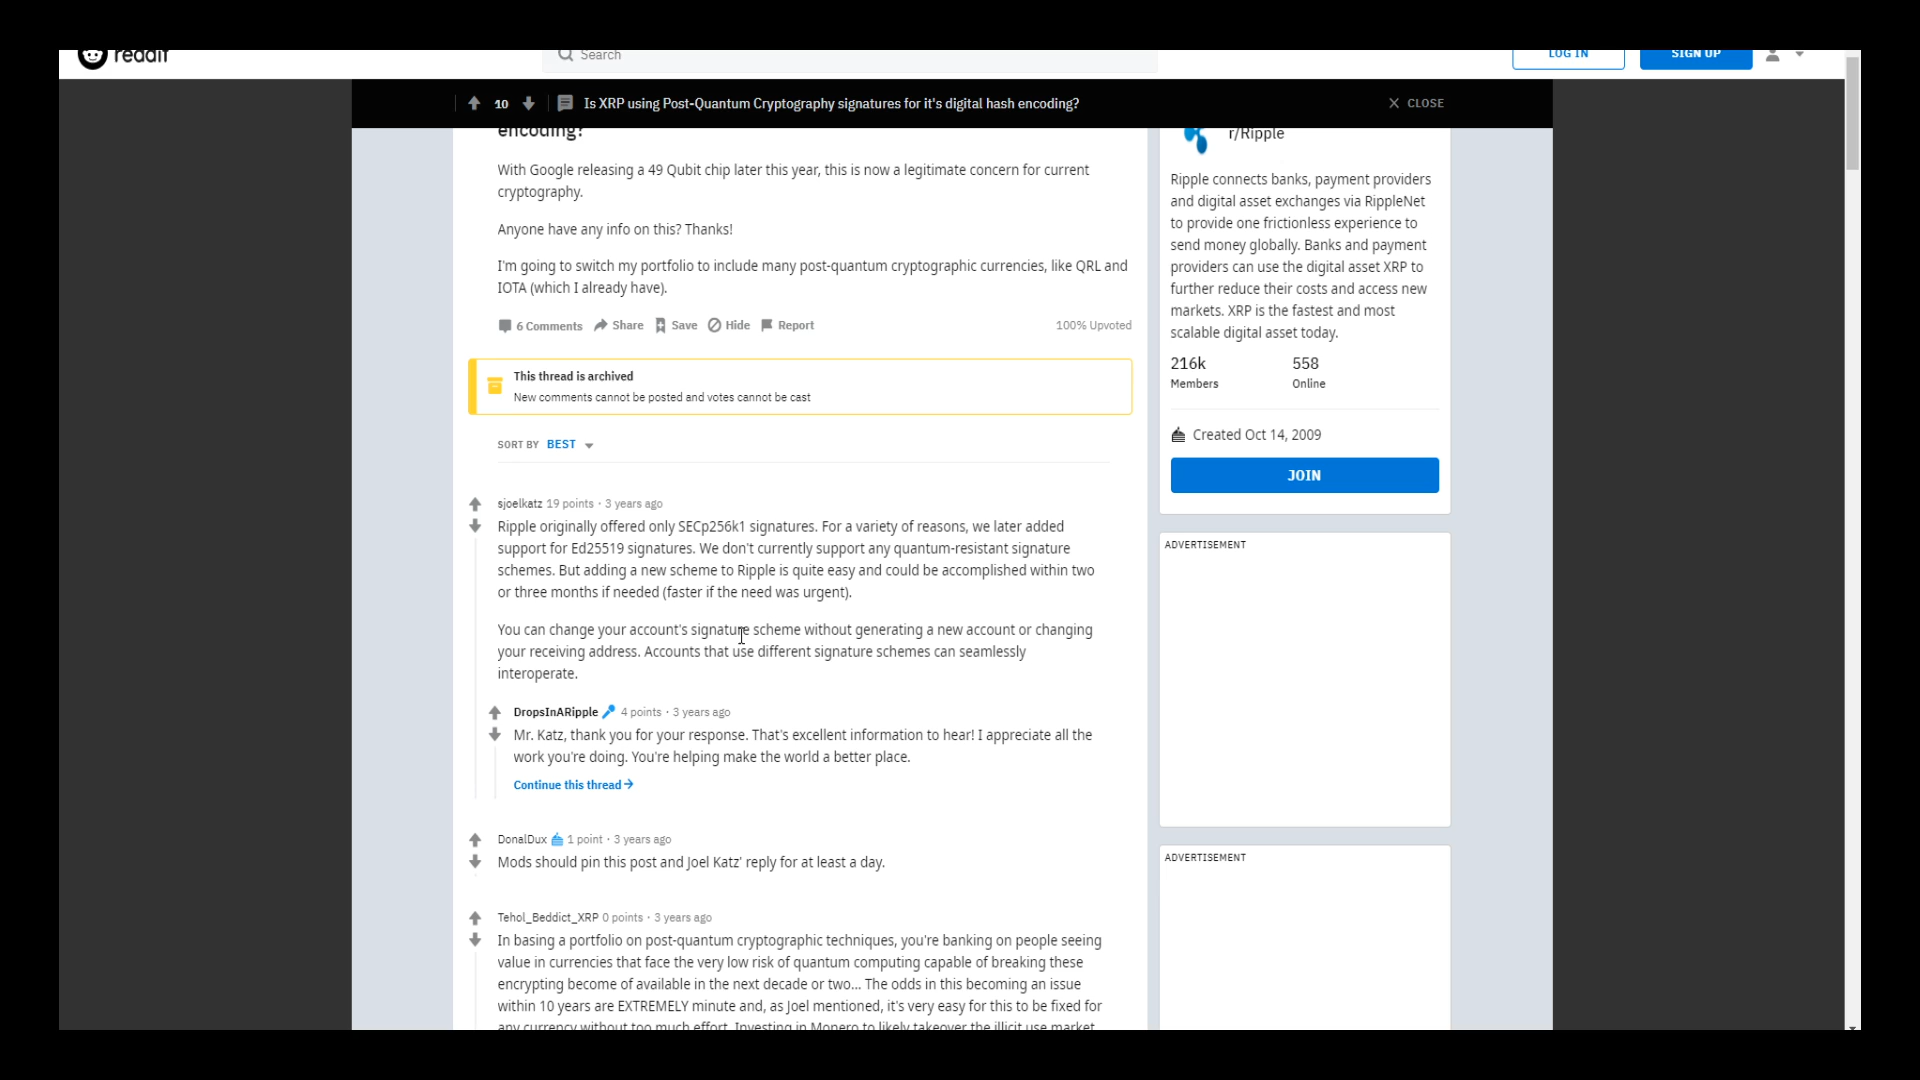 reddit
Search
LOG IN
SIGN UP
10
Is XRP using Post-Quantum Cryptography signatures for it's digital hash encoding?
CLOSE
encoding?
With Google releasing a 49 Qubit chip later this year, this is now a legitimate concern for current
cryptography.
Anyone have any info on this? Thanks!
I'm going to switch my portfolio to include many post-quantum cryptographic currencies, like QRL and
IOTA (which I already have).
6 Comments Share Save Hide Report 100% Upvoted
This thread is archived
New comments cannot be posted and votes cannot be cast
SORT BY BEST
sjoelkatz 19 points · 3 years ago
Ripple originally offered only SECp256k1 signatures. For a variety of reasons, we later added
support for Ed25519 signatures. We don't currently support any quantum-resistant signature
schemes. But adding a new scheme to Ripple is quite easy and could be accomplished within two
or three months if needed (faster if the need was urgent).
You can change your account's signature scheme without generating a new account or changing
your receiving address. Accounts that use different signature schemes can seamlessly
interoperate.
DropsInARipple 4 points · 3 years ago
Mr. Katz, thank you for your response. That's excellent information to hear! I appreciate all the
work you're doing. You're helping make the world a better place.
Continue this thread
DonalDux 1 point · 3 years ago
Mods should pin this post and Joel Katz' reply for at least a day.
Tehol_Beddict_XRP 0 points · 3 years ago
In basing a portfolio on post-quantum cryptographic techniques, you're banking on people seeing
value in currencies that face the very low risk of quantum computing capable of breaking these
encrypting become of available in the next decade or two... The odds in this becoming an issue
within 10 years are EXTREMELY minute and, as Joel mentioned, it's very easy for this to be fixed for
any currency without too much effort. Investing in Monero to likely takeover the illicit use market
r/Ripple
Ripple connects banks, payment providers
and digital asset exchanges via RippleNet
to provide one frictionless experience to
send money globally. Banks and payment
providers can use the digital asset XRP to
further reduce their costs and access new
markets. XRP is the fastest and most
scalable digital asset today.
216k 558
Members Online
Created Oct 14, 2009
JOIN
ADVERTISEMENT
ADVERTISEMENT